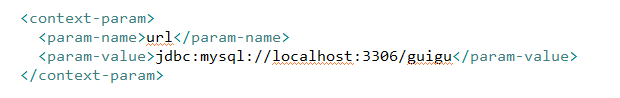 <context-param>
<param-name>url</param-name>
<param-value>jdbc:mysql://localhost:3306/guigu</param-value>
</context-param>